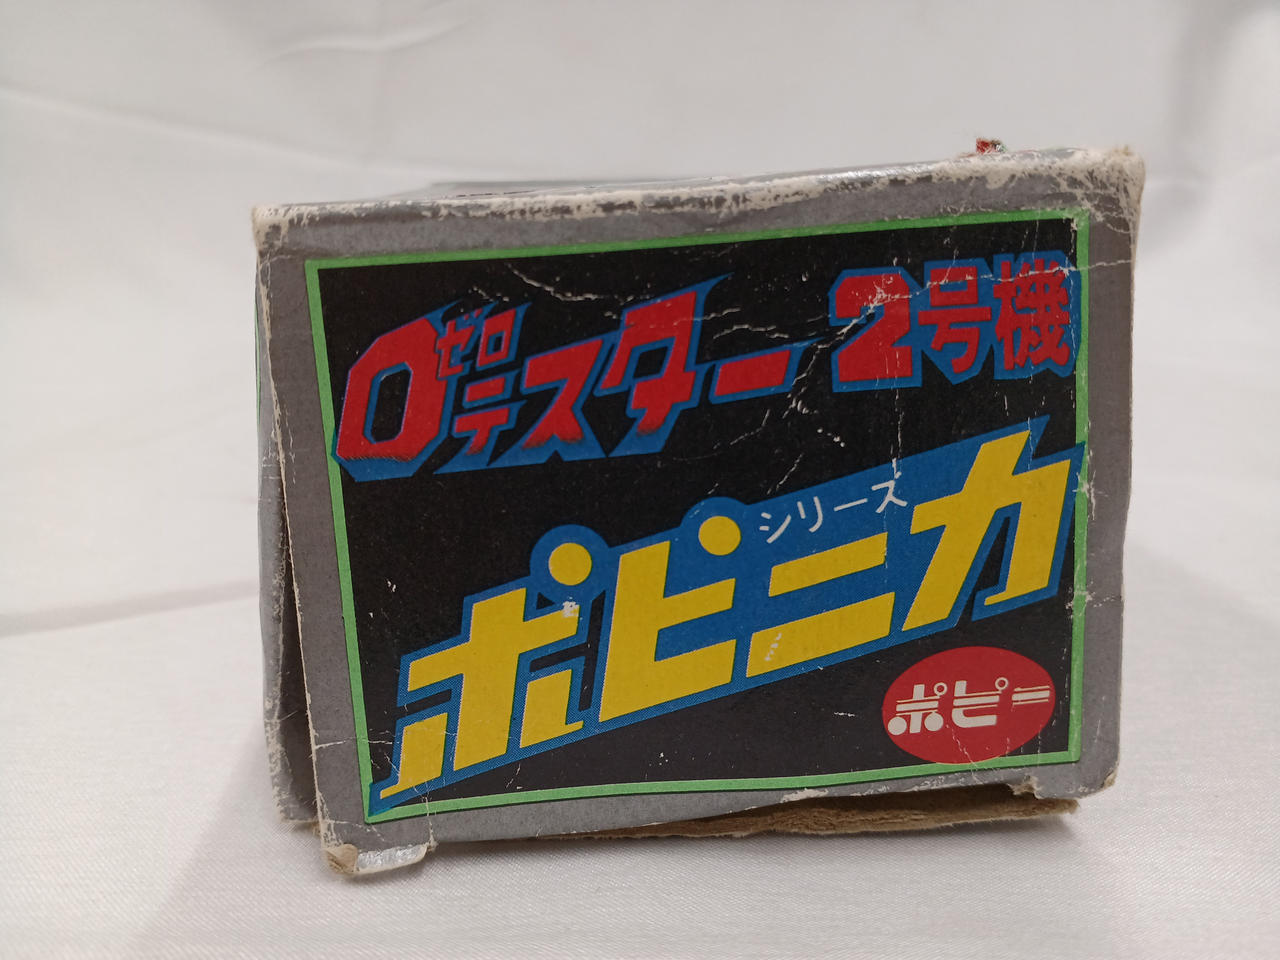 0テスター 2号機
ゼロ
シリーズ
ポピニカ
ポピー